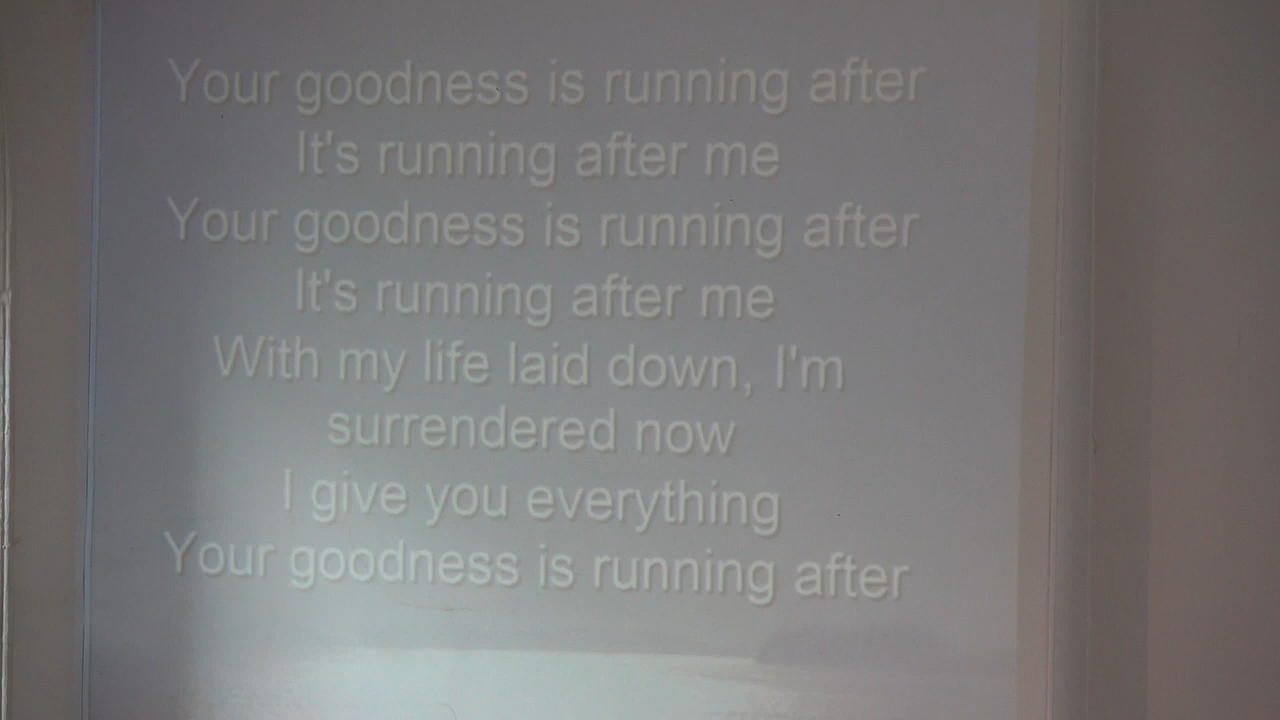 Your goodness is running after
It's running after me
Your goodness is running after
It's running after me
With my life laid down, I'm
surrendered now
I give you everything
Your goodness is running after